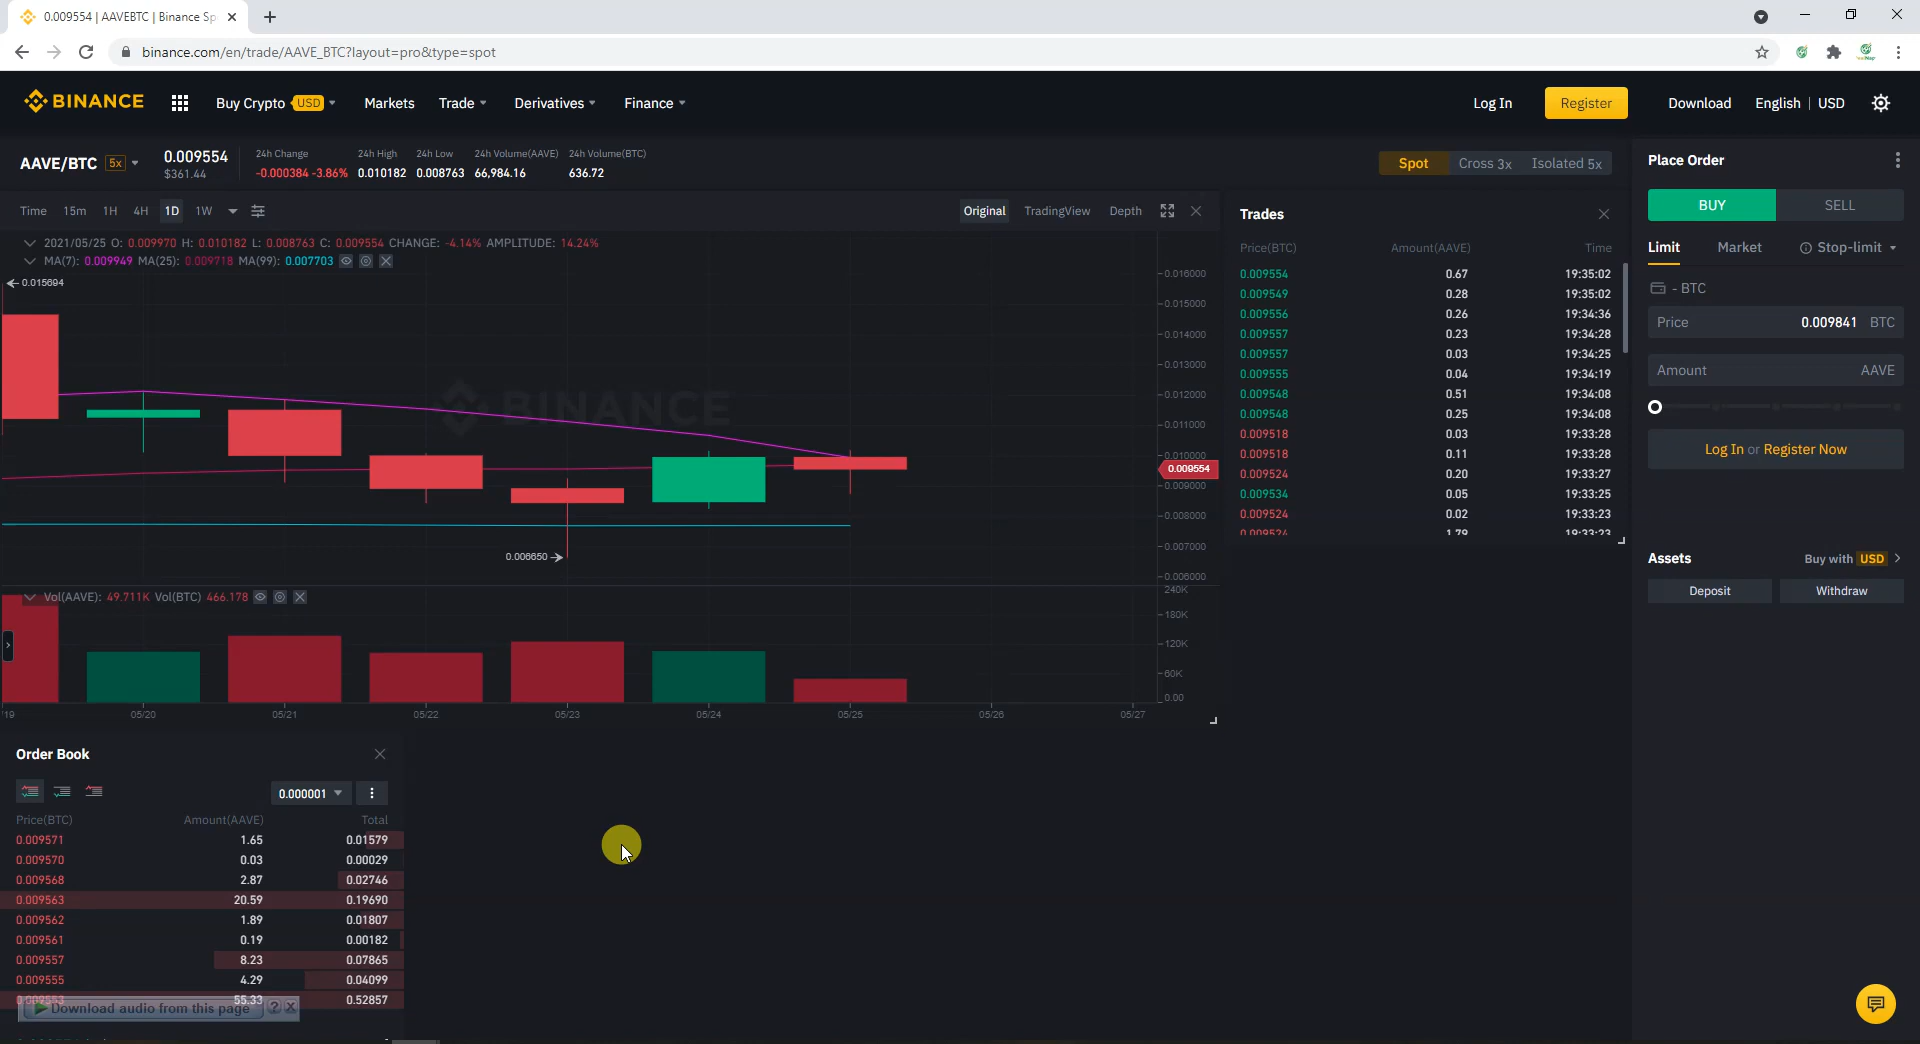 0.009554 | AAVEBTC | Binance Sp
binance.com/en/trade/AAVE_BTC?layout=pro&type=spot
BINANCE
Buy Crypto USD
Markets
Trade
Derivatives
Finance
Log In
Register
Download
English | USD
AAVE/BTC 5x
0.009554
$361.44
24h Change
-0.000384 -3.86%
24h High
0.010182
24h Low
0.008763
24h Volume(AAVE)
66,984.16
24h Volume(BTC)
636.72
Spot
Cross 3x
Isolated 5x
Time 15m 1H 4H 1D 1W
Original TradingView Depth
2021/05/25 O: 0.009970 H: 0.010182 L: 0.008763 C: 0.009554 CHANGE: -4.14% AMPLITUDE: 14.24%
MA(7): 0.009949 MA(25): 0.009718 MA(99): 0.007703
0.015694
BINANCE
0.006650
0.016000
0.015000
0.014000
0.013000
0.012000
0.011000
0.010000
0.009554
0.009000
0.008000
0.007000
0.006000
Vol(AAVE): 49.711K Vol(BTC) 466.178
240K
180K
120K
60K
0.00
'19 05/20 05/21 05/22 05/23 05/24 05/25 05/26 05/27
Trades
Price(BTC) Amount(AAVE) Time
0.009554 0.67 19:35:02
0.009549 0.28 19:35:02
0.009556 0.26 19:34:36
0.009557 0.23 19:34:28
0.009557 0.03 19:34:25
0.009555 0.04 19:34:19
0.009548 0.51 19:34:08
0.009548 0.25 19:34:08
0.009518 0.03 19:33:28
0.009518 0.11 19:33:28
0.009524 0.20 19:33:27
0.009534 0.05 19:33:25
0.009524 0.02 19:33:23
0.009524 1.79 19:33:23
Place Order
BUY SELL
Limit Market Stop-limit
- BTC
Price 0.009841 BTC
Amount AAVE
Log In or Register Now
Assets
Buy with USD
Deposit Withdraw
Order Book
0.000001
Price(BTC) Amount(AAVE) Total
0.009571 1.65 0.01579
0.009570 0.03 0.00029
0.009568 2.87 0.02746
0.009563 20.59 0.19690
0.009562 1.89 0.01807
0.009561 0.19 0.00182
0.009557 8.23 0.07865
0.009555 4.29 0.04099
55.33 0.52857
Download audio from this page ?